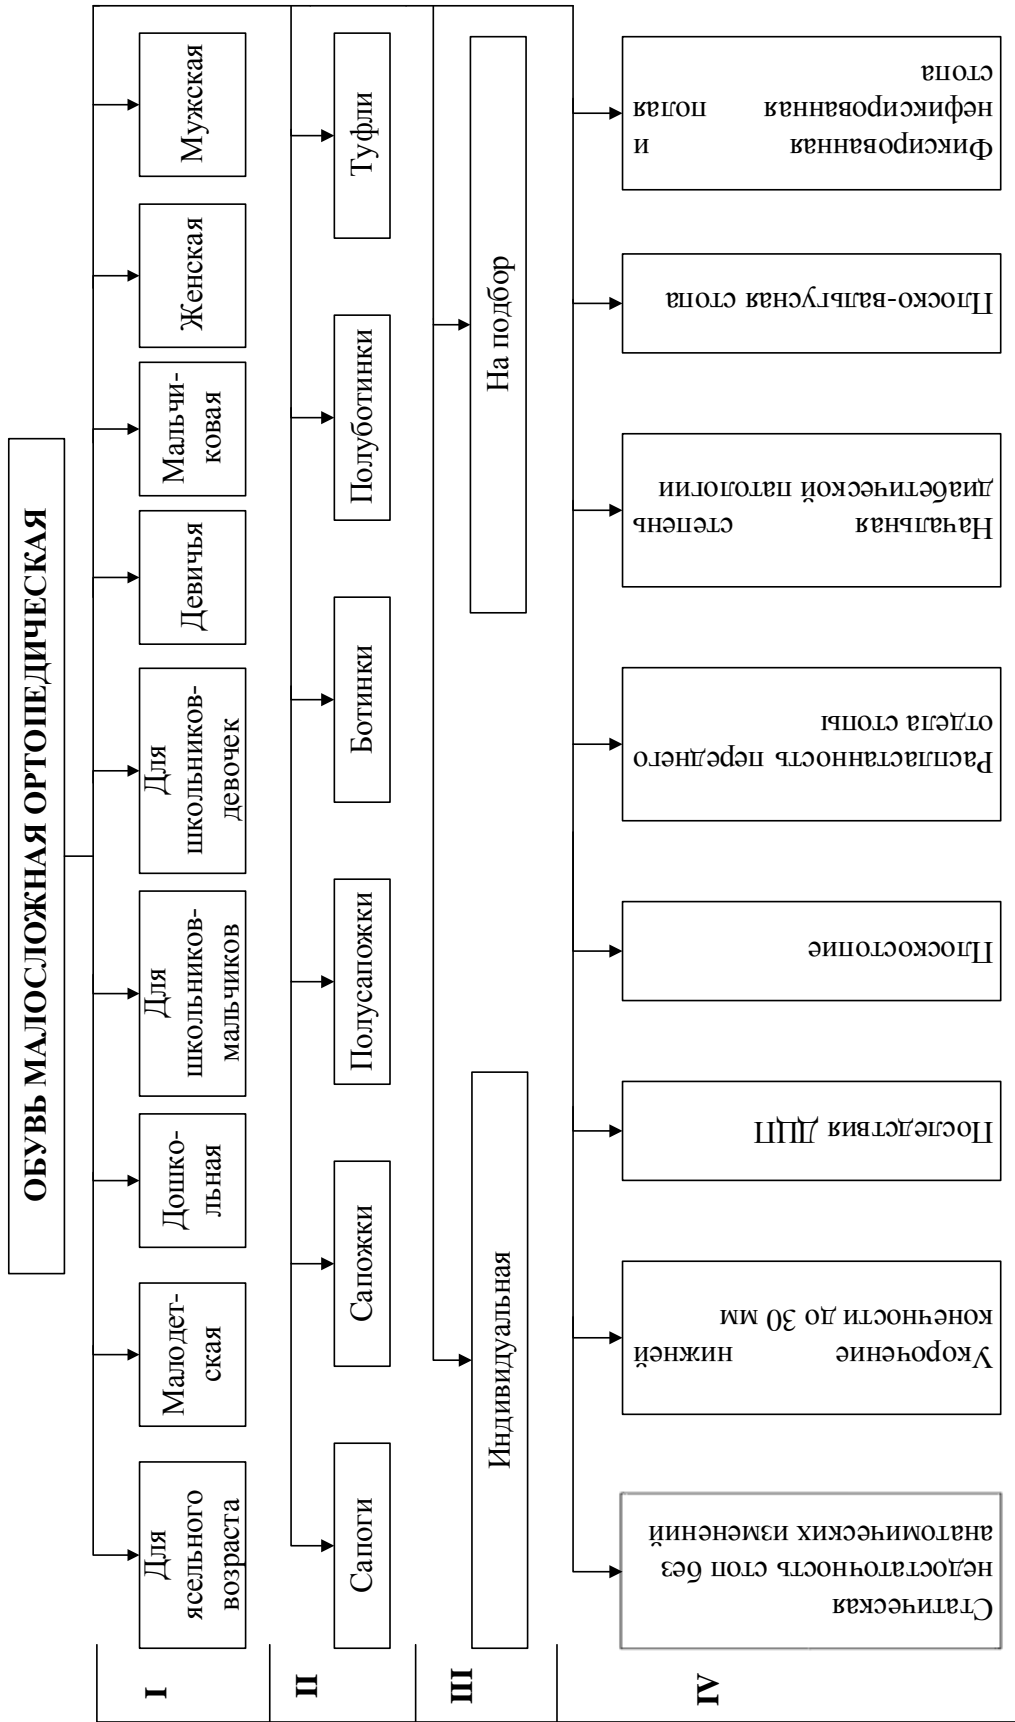 ОБУВЬ МАЛОСЛОЖНАЯ ОРТОПЕДИЧЕСКАЯ
I
Для
ясельного
возраста
Малодет-
ская
Дошко-
льная
Для
школьников-
мальчиков
Для
школьников-
девочек
Девичья
Мальчи-
ковая
Женская
Мужская
II
Сапоги
Сапожки
Полусапожки
Ботинки
Полуботинки
Туфли
III
Индивидуальная
На подбор
IV
Статическая
недостаточность стоп без
анатомических изменений
Укорочение нижней
конечности до 30 мм
Последствия ДЦП
Плоскостопие
Распластанность переднего
отдела стопы
Начальная степень
диабетической патологии
Плоско-вальгусная стопа
Фиксированная и
нефиксированная полая
стопа